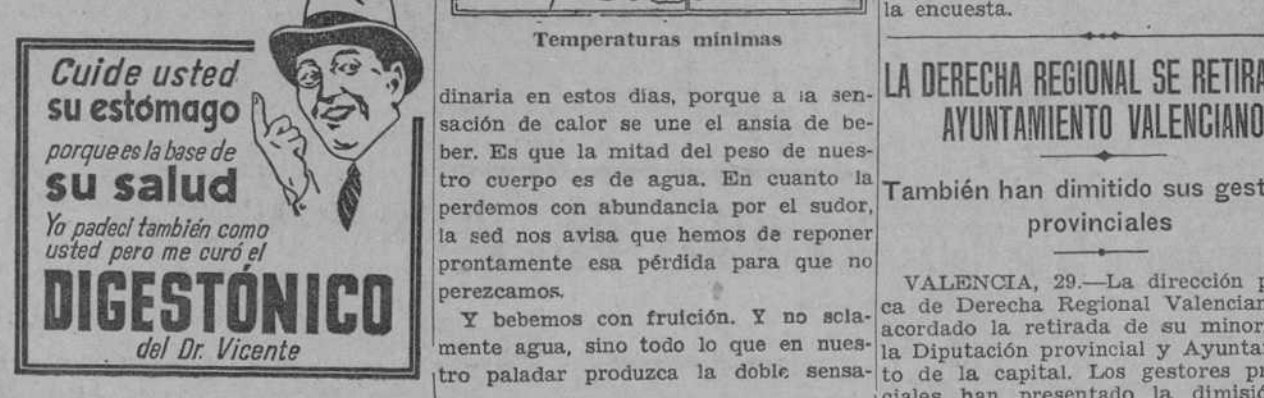 Cuide usted
su estómago
porque es la base de
su salud
Yo padecí también como
usted pero me curó el
DIGESTÓNICO
del Dr. Vicente
Temperaturas mínimas
dinaria en estos días, porque a la sen-
sación de calor se une el ansia de be-
ber. Es que la mitad del peso de nues-
tro cuerpo es de agua. En cuanto la
perdemos con abundancia por el sudor,
la sed nos avisa que hemos de reponer
prontamente esa pérdida para que no
perezcamos.
Y bebemos con fruición. Y no sola-
mente agua, sino todo lo que en nues-
tro paladar produzca la doble sensa-
la encuesta.
LA DERECHA REGIONAL SE RETIRA
AYUNTAMIENTO VALENCIANO
También han dimitido sus gest
provinciales
VALENCIA, 29.—La dirección p
ca de Derecha Regional Valencian
acordado la retirada de su minor
la Diputación provincial y Ayunta
to de la capital. Los gestores pr
ciales han presentado la dimisió